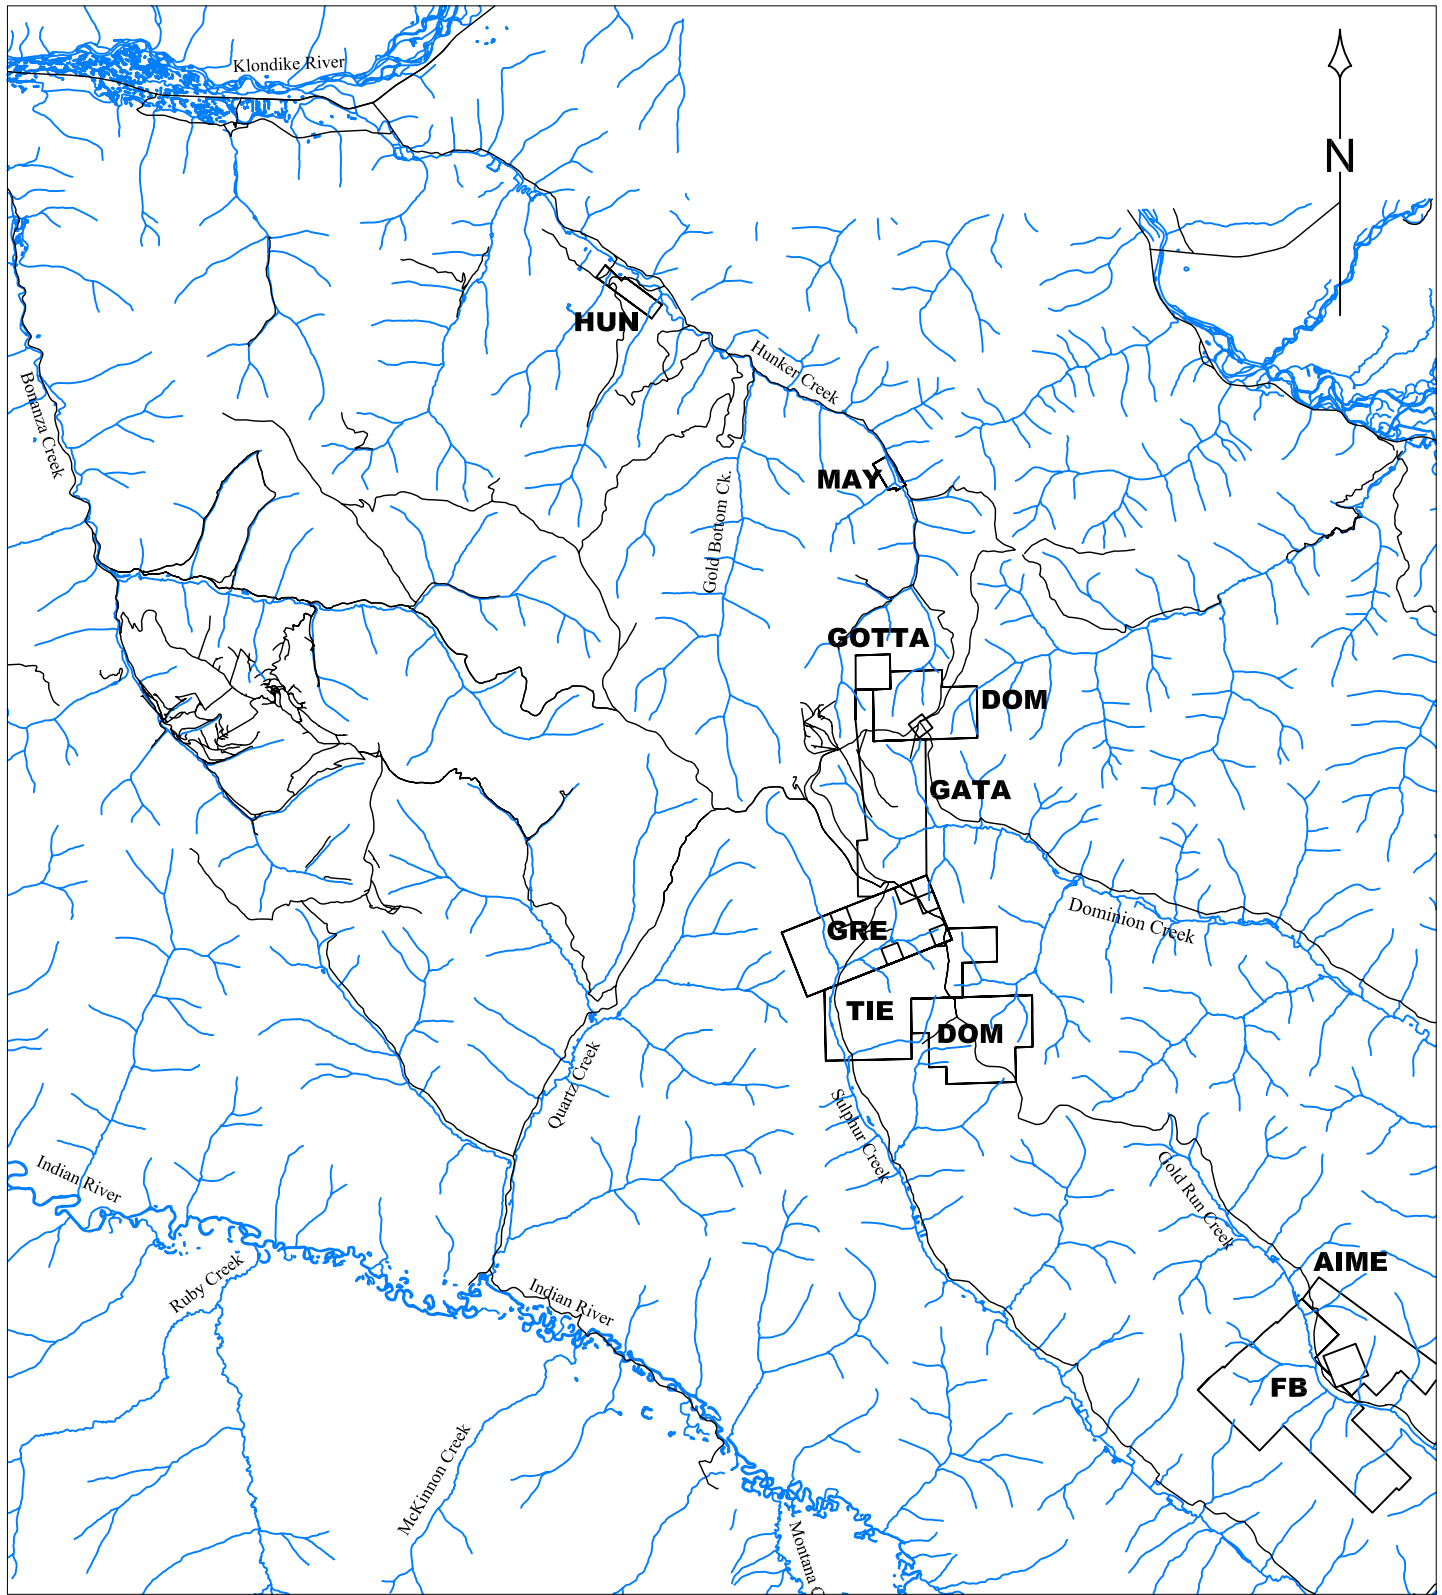 Klondike River
N
HUN
Hunker Creek
Bonanza Creek
MAY
Gold Bottom Ck.
GOTTA
DOM
GATA
Dominion Creek
GRE
TIE
DOM
Quartz Creek
Sulphur Creek
Indian River
Gold Run Creek
Ruby Creek
AIME
Indian River
FB
McKinnon Creek
Montana C